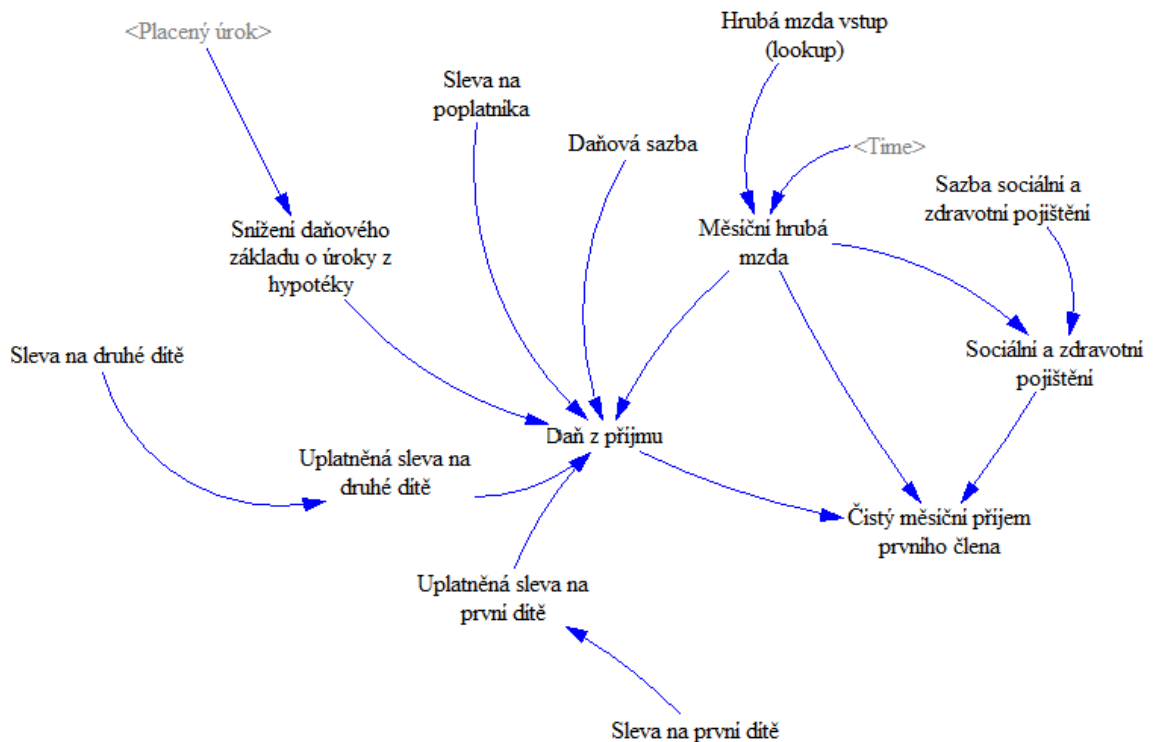 <Placený úrok>
Hrubá mzda vstup
(lookup)
Sleva na
poplatníka
Daňová sazba
<Time>
Sazba sociální a
zdravotní pojištění
Snížení daňového
základu o úroky z
hypotéky
Měsíční hrubá
mzda
Sleva na druhé dítě
Sociální a zdravotní
pojištění
Daň z příjmu
Uplatněná sleva na
druhé dítě
Čistý měsíční příjem
prvního člena
Uplatněná sleva na
první dítě
Sleva na první dítě